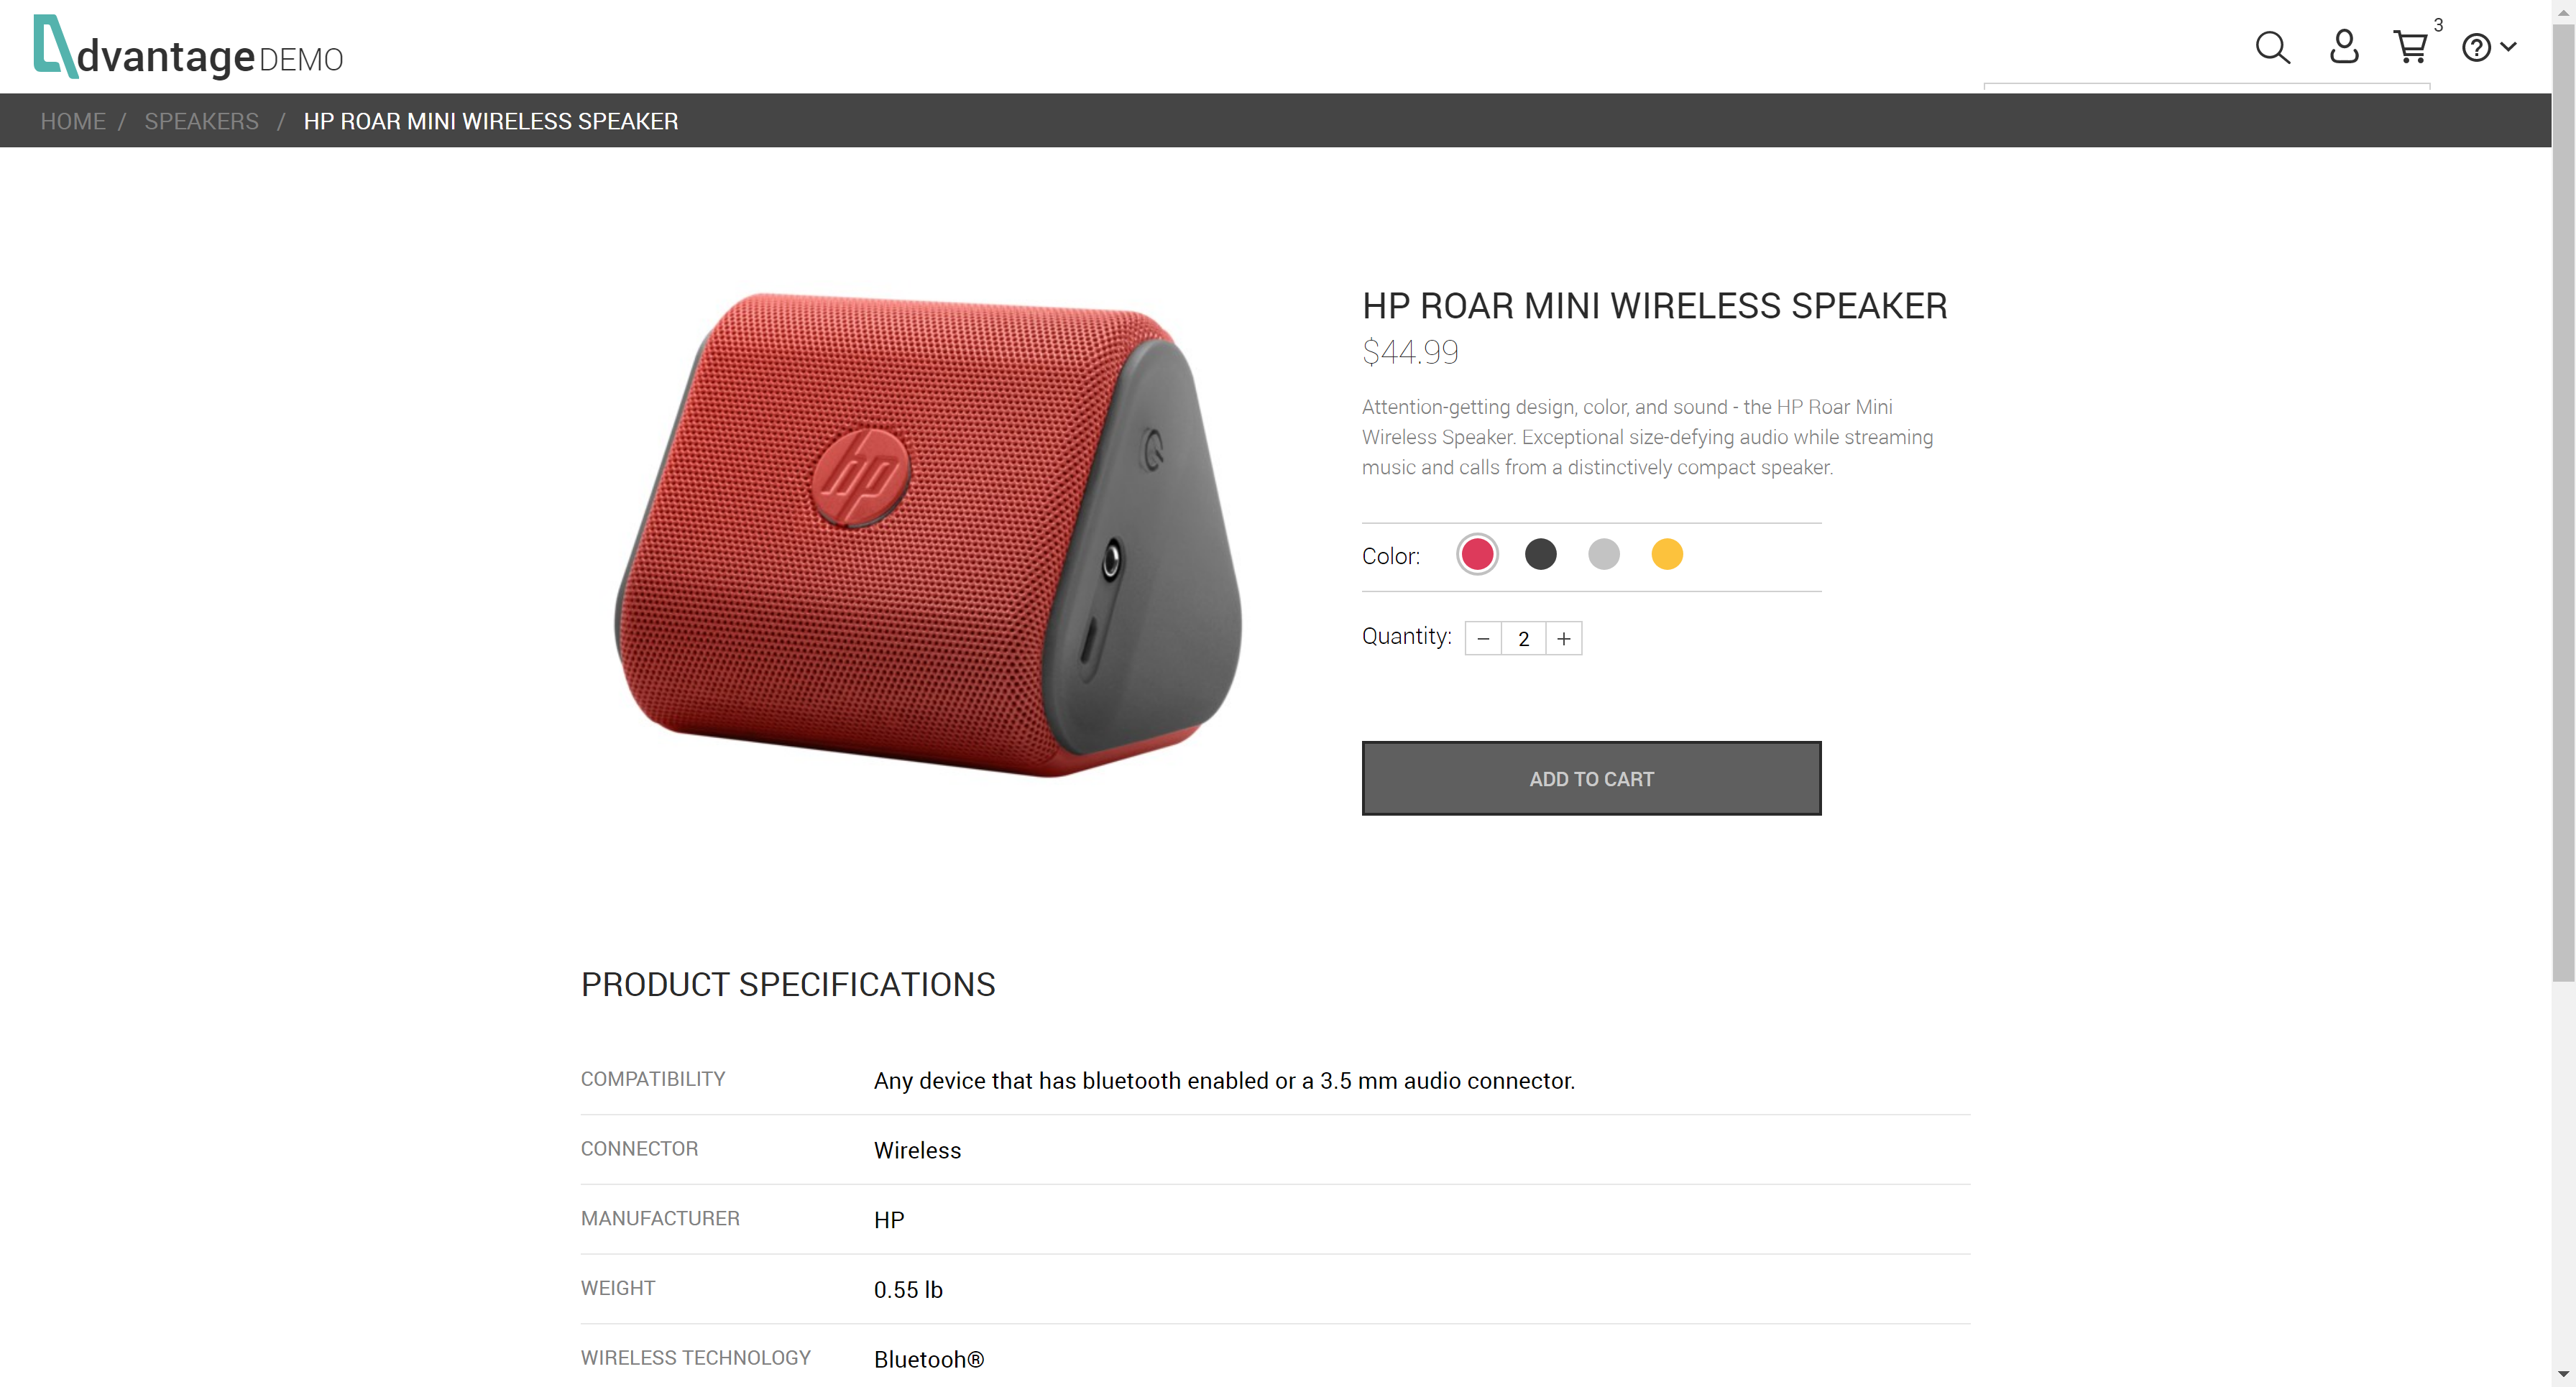 dvantage DEMO
3
HOME / SPEAKERS / HP ROAR MINI WIRELESS SPEAKER
HP ROAR MINI WIRELESS SPEAKER
$44.99
Attention-getting design, color, and sound - the HP Roar Mini
Wireless Speaker. Exceptional size-defying audio while streaming
music and calls from a distinctively compact speaker.
hp
Color:
Quantity: − 2 +
ADD TO CART
PRODUCT SPECIFICATIONS
COMPATIBILITY Any device that has bluetooth enabled or a 3.5 mm audio connector.
CONNECTOR Wireless
MANUFACTURER HP
WEIGHT 0.55 lb
WIRELESS TECHNOLOGY Bluetooh®